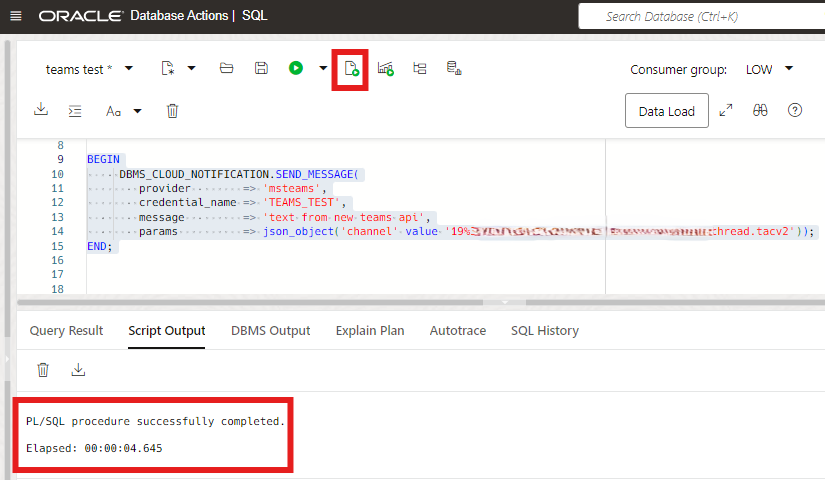 ORACLE Database Actions | SQL
Search Database (Ctrl+K)
teams test *
Consumer group: LOW
Aa
Data Load
8
9 BEGIN
10 DBMS_CLOUD_NOTIFICATION.SEND_MESSAGE(
11 provider => 'msteams',
12 credential_name => 'TEAMS_TEST',
13 message => 'text from new teams api',
14 params => json_object('channel' value '19% thread.tacv2'));
15 END;
16
17
18
Query Result Script Output DBMS Output Explain Plan Autotrace SQL History
PL/SQL procedure successfully completed.
Elapsed: 00:00:04.645